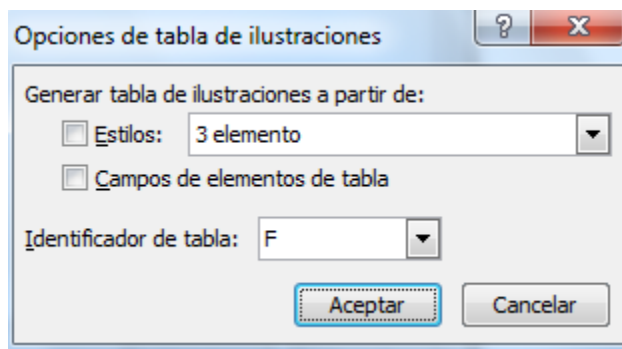 Opciones de tabla de ilustraciones
Generar tabla de ilustraciones a partir de:
Estilos: 3 elemento
Campos de elementos de tabla
Identificador de tabla: F
Aceptar Cancelar